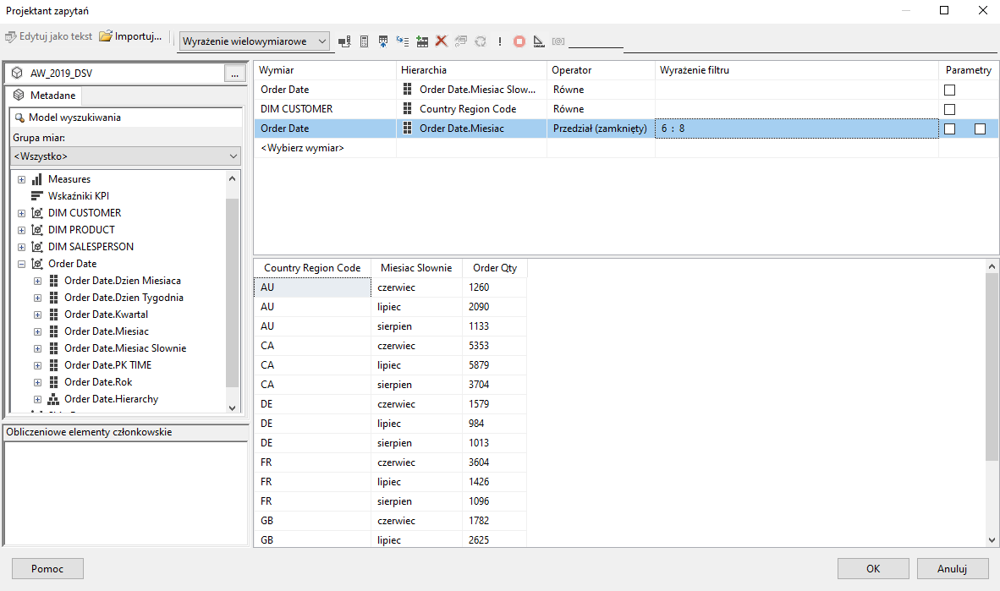 Projektant zapytań
Edytuj jako tekst Importuj... Wyrażenie wielowymiarowe
AW_2019_DSV ...
Metadane
Model wyszukiwania
Grupa miar:
<Wszystko>
Measures
Wskaźniki KPI
DIM CUSTOMER
DIM PRODUCT
DIM SALESPERSON
Order Date
Order Date.Dzien Miesiaca
Order Date.Dzien Tygodnia
Order Date.Kwartal
Order Date.Miesiac
Order Date.Miesiac Slownie
Order Date.PK TIME
Order Date.Rok
Order Date.Hierarchy
Obliczeniowe elementy członkowskie
Wymiar Hierarchia Operator Wyrażenie filtru Parametry
Order Date Order Date.Miesiac Slow... Równe
DIM CUSTOMER Country Region Code Równe
Order Date Order Date.Miesiac Przedział (zamknięty) 6 : 8
<Wybierz wymiar>
Country Region Code Miesiac Slownie Order Qty
AU czerwiec 1260
AU lipiec 2090
AU sierpien 1133
CA czerwiec 5353
CA lipiec 5879
CA sierpien 3704
DE czerwiec 1579
DE lipiec 984
DE sierpien 1013
FR czerwiec 3604
FR lipiec 1426
FR sierpien 1096
GB czerwiec 1782
GB lipiec 2625
Pomoc OK Anuluj